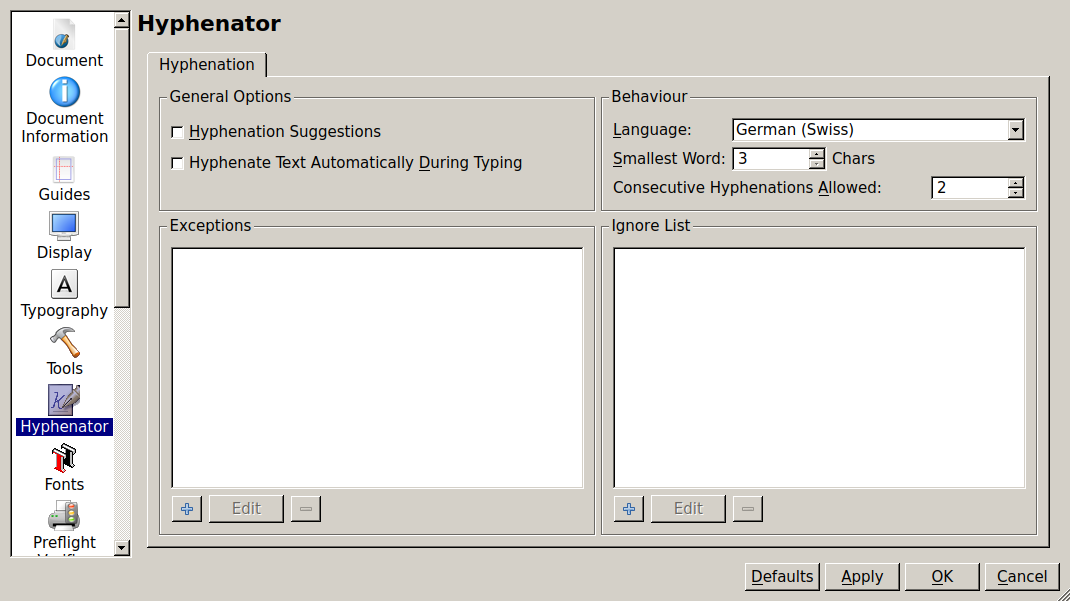 Hyphenator
Document
Document
Information
Guides
Display
Typography
Tools
Hyphenator
Fonts
Preflight
Hyphenation
General Options
Hyphenation Suggestions
Hyphenate Text Automatically During Typing
Behaviour
Language: German (Swiss)
Smallest Word: 3 Chars
Consecutive Hyphenations Allowed: 2
Exceptions
Edit
Ignore List
Edit
Defaults Apply OK Cancel